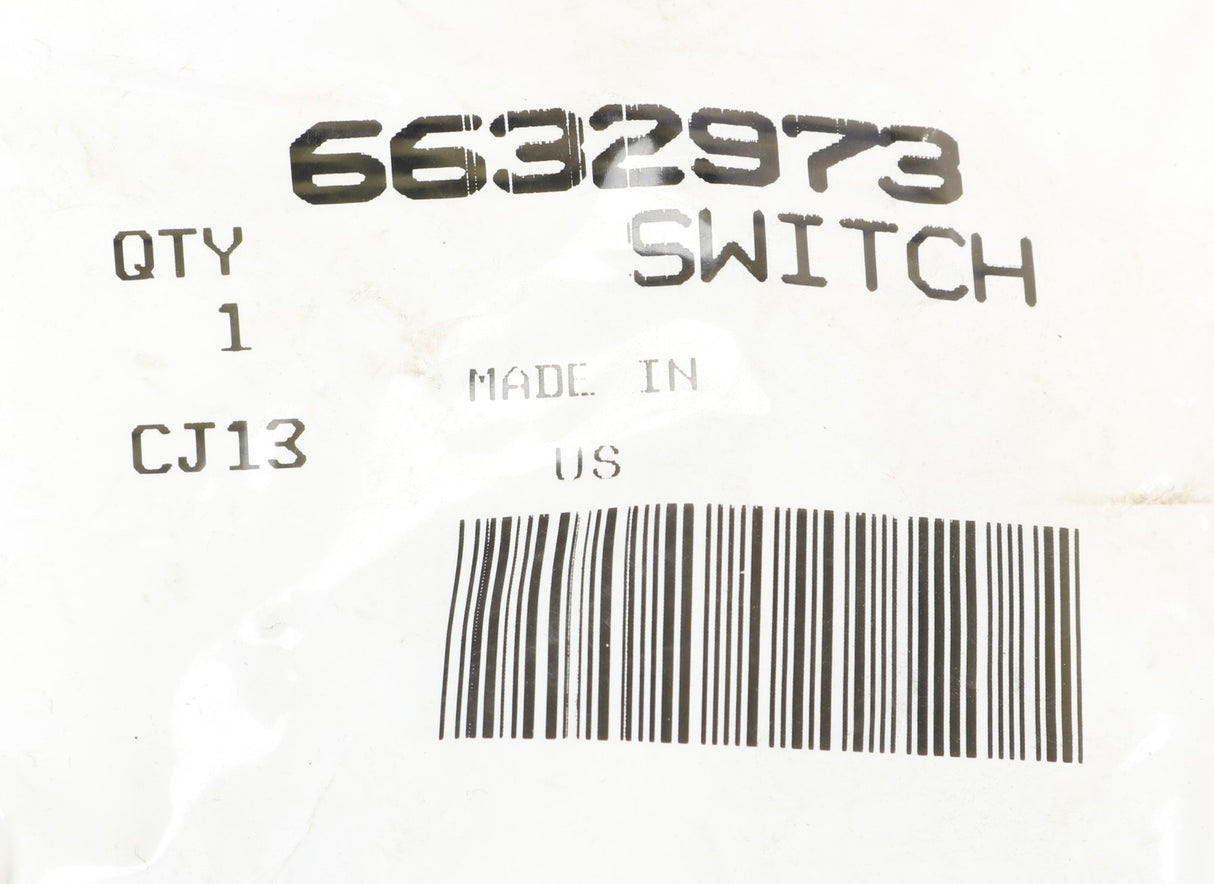 6632973
SWITCH
QTY
1
MADE IN
US
CJ13